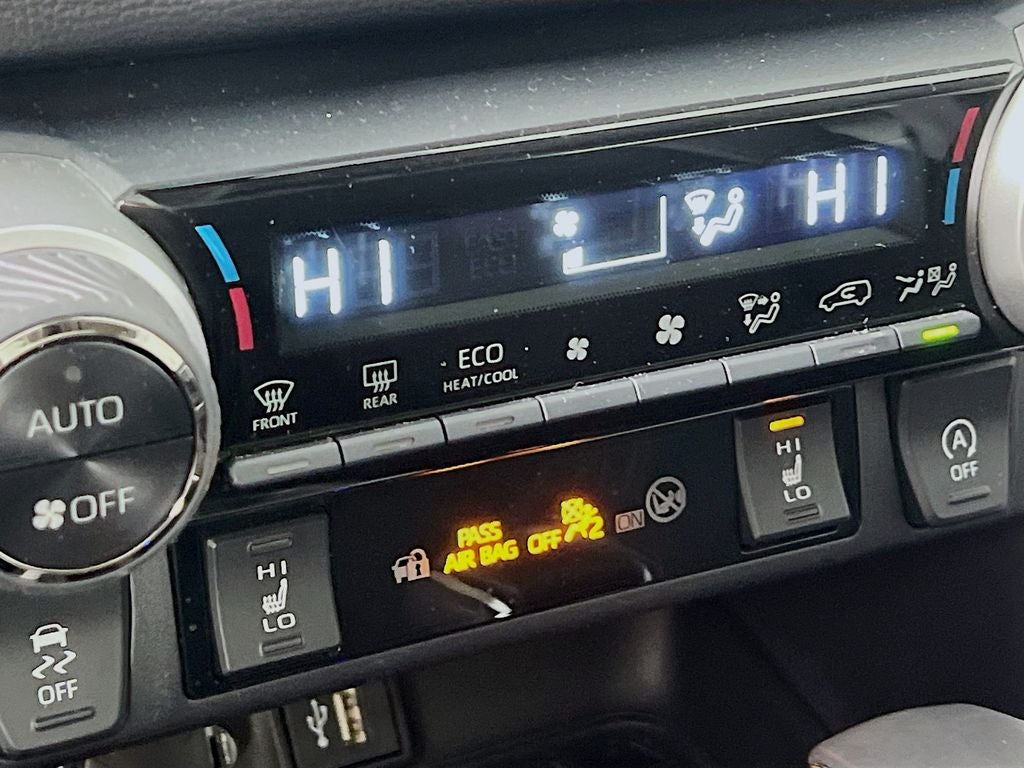 HI
HI
FRONT
REAR
ECO
HEAT/COOL
AUTO
OFF
HI
LO
A
OFF
PASS
AIR BAG OFF
2
ON
HI
LO
OFF